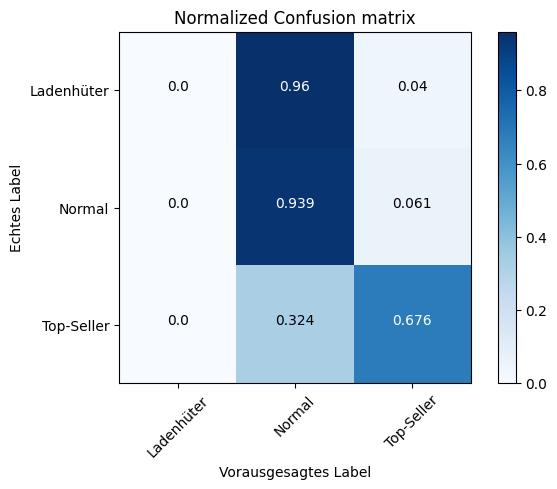 Normalized Confusion matrix
Echtes Label
Ladenhüter 0.0 0.96 0.04
Normal 0.0 0.939 0.061
Top-Seller 0.0 0.324 0.676
Ladenhüter Normal Top-Seller
Vorausgesagtes Label
0.8
0.6
0.4
0.2
0.0